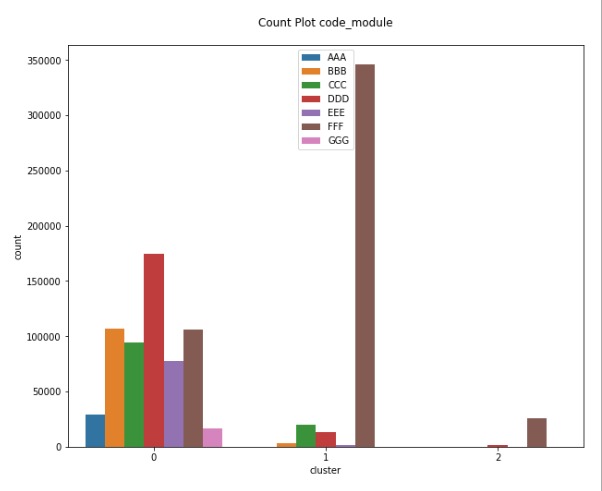 Count Plot code_module
AAA
BBB
CCC
DDD
EEE
FFF
GGG
350000
300000
250000
200000
150000
100000
50000
0
count
0 1 2
cluster